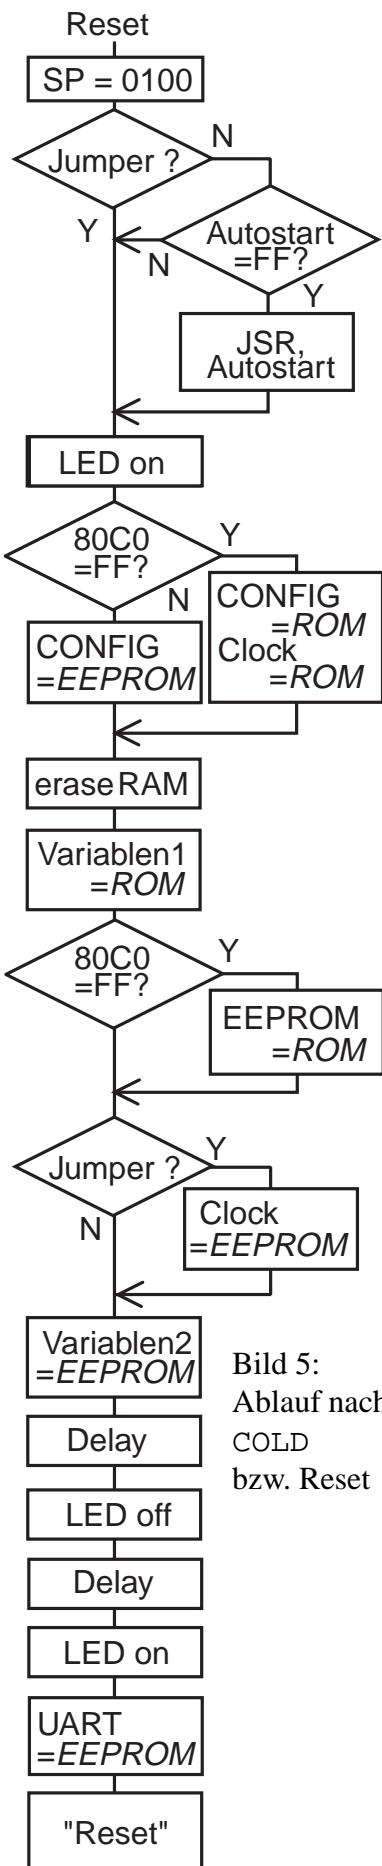 Reset
SP = 0100
Jumper ?
N
Y
Autostart
=FF?
N
Y
JSR,
Autostart
LED on
80C0
=FF?
Y
N
CONFIG
=ROM
Clock
=ROM
CONFIG
=EEPROM
eraseRAM
Variablen1
=ROM
80C0
=FF?
Y
EEPROM
=ROM
Jumper ?
Y
N
Clock
=EEPROM
Variablen2
=EEPROM
Bild 5:
Ablauf nach
COLD
bzw. Reset
Delay
LED off
Delay
LED on
UART
=EEPROM
"Reset"